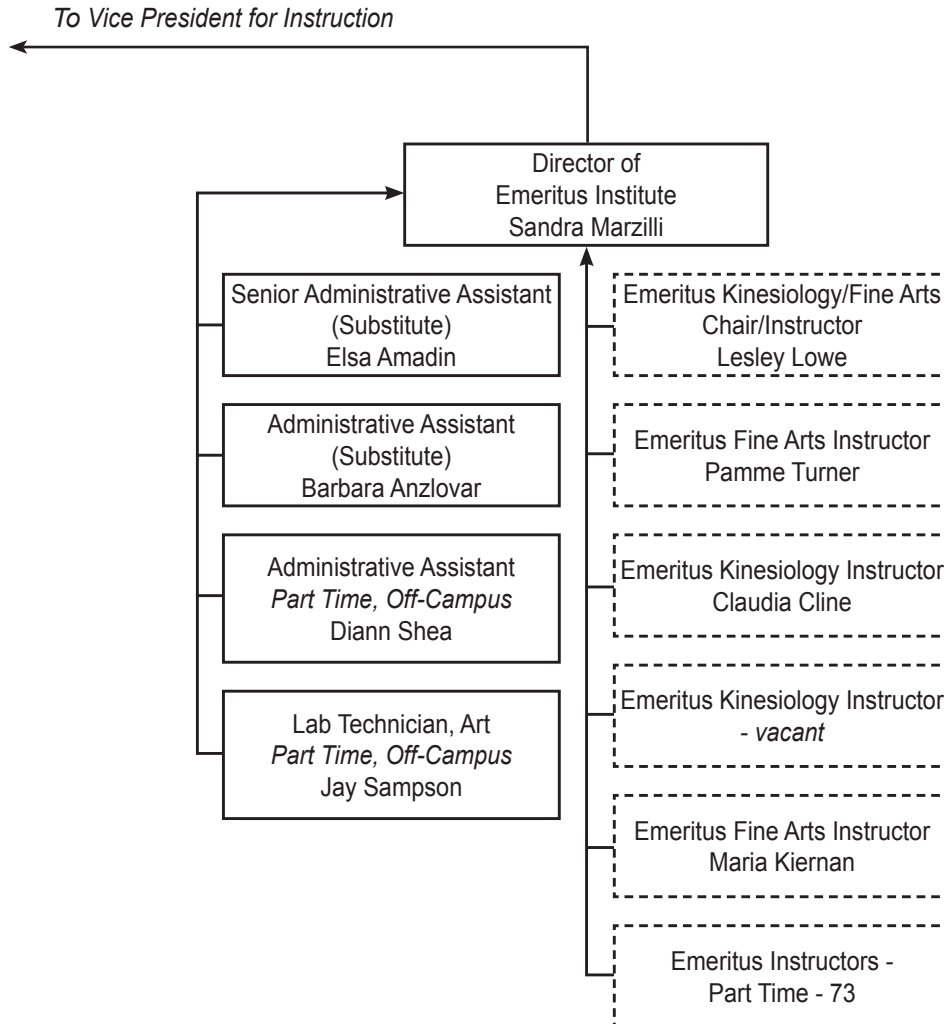 To Vice President for Instruction
Director of
Emeritus Institute
Sandra Marzilli
Senior Administrative Assistant
(Substitute)
Elsa Amadin
Administrative Assistant
(Substitute)
Barbara Anzlovar
Administrative Assistant
Part Time, Off-Campus
Diann Shea
Lab Technician, Art
Part Time, Off-Campus
Jay Sampson
Emeritus Kinesiology/Fine Arts
Chair/Instructor
Lesley Lowe
Emeritus Fine Arts Instructor
Pamme Turner
Emeritus Kinesiology Instructor
Claudia Cline
Emeritus Kinesiology Instructor
- vacant
Emeritus Fine Arts Instructor
Maria Kiernan
Emeritus Instructors -
Part Time - 73